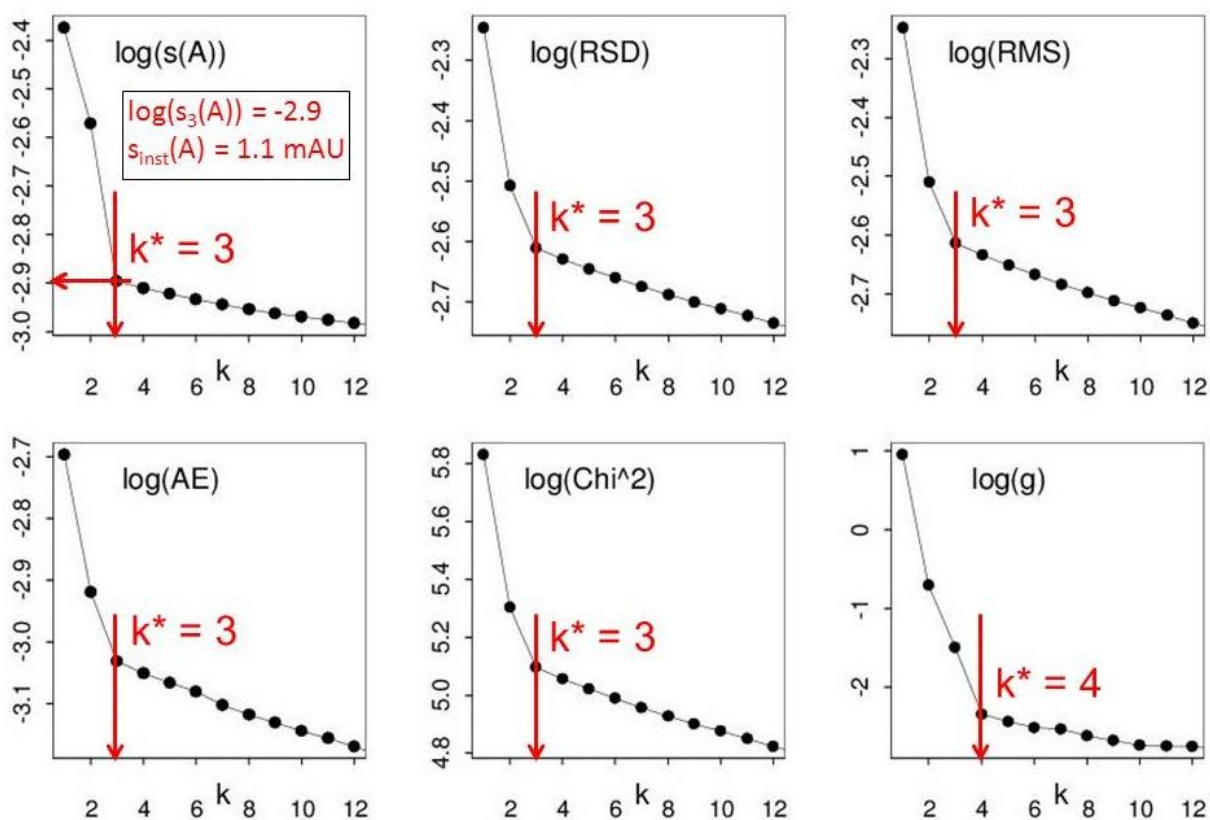 log(s(A))
log(s₃(A)) = -2.9
s_inst(A) = 1.1 mAU
k* = 3
-2.4
-2.5
-2.6
-2.7
-2.8
-2.9
-3.0
2 4 6 8 10 12
k
log(RSD)
k* = 3
-2.3
-2.4
-2.5
-2.6
-2.7
2 4 6 8 10 12
k
log(RMS)
k* = 3
-2.3
-2.4
-2.5
-2.6
-2.7
2 4 6 8 10 12
k
log(AE)
k* = 3
-2.7
-2.8
-2.9
-3.0
-3.1
2 4 6 8 10 12
k
log(Chi^2)
k* = 3
5.8
5.6
5.4
5.2
5.0
4.8
2 4 6 8 10 12
k
log(g)
k* = 4
1
0
-1
-2
2 4 6 8 10 12
k